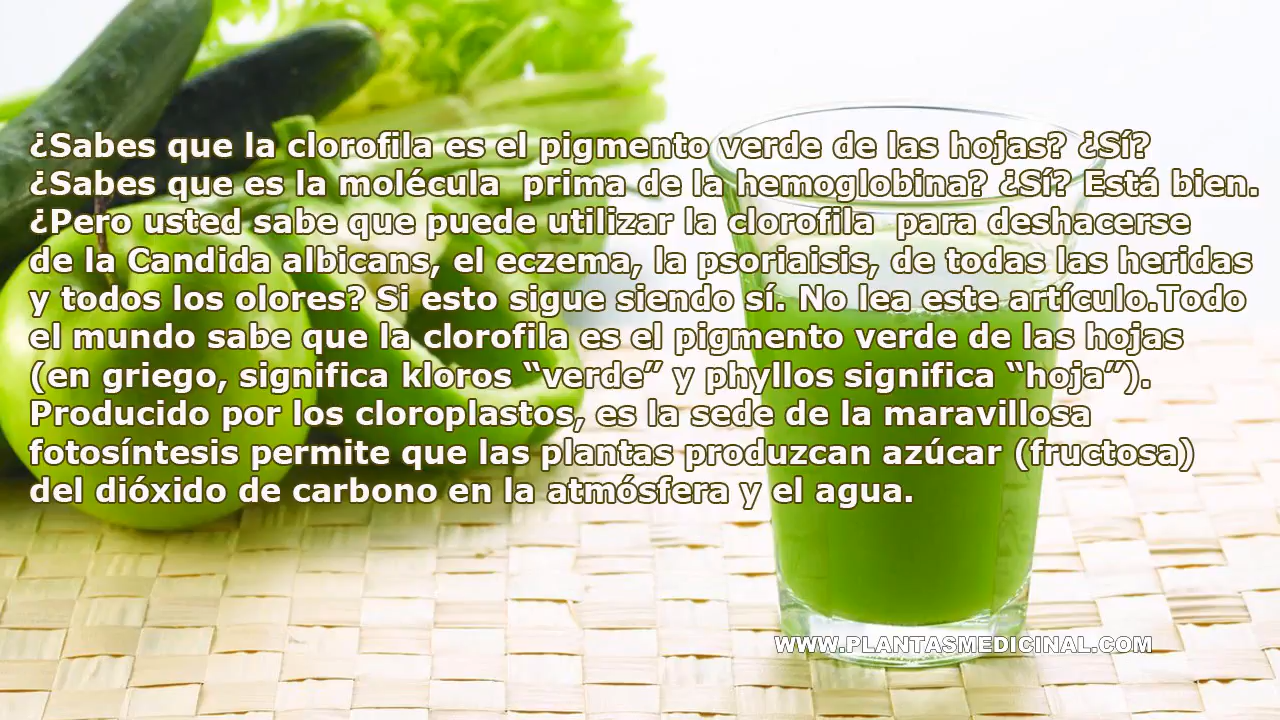 ¿Sabes que la clorofila es el pigmento verde de las hojas? ¿Sí?
¿Sabes que es la molécula  prima de la hemoglobina? ¿Sí? Está bien.
¿Pero usted sabe que puede utilizar la clorofila  para deshacerse
de la Candida albicans, el eczema, la psoriaisis, de todas las heridas
y todos los olores? Si esto sigue siendo sí. No lea este artículo.Todo
el mundo sabe que la clorofila es el pigmento verde de las hojas
(en griego, significa kloros “verde” y phyllos significa “hoja”).
Producido por los cloroplastos, es la sede de la maravillosa
fotosíntesis permite que las plantas produzcan azúcar (fructosa)
del dióxido de carbono en la atmósfera y el agua.
WWW.PLANTASMEDICINAL.COM